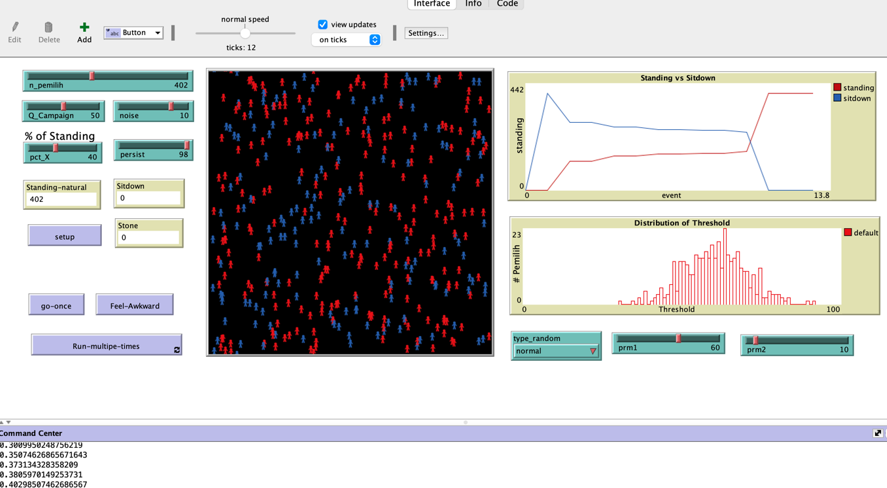 Interface Info Code
Edit Delete Add
abc Button
normal speed
ticks: 12
view updates
on ticks
Settings...
n_pemilih 402
Q_Campaign 50
noise 10
% of Standing
pct_X 40
persist 98
Standing-natural
402
Sitdown
0
setup
Stone
0
go-once
Feel-Awkward
Run-multipe-times
Standing vs Sitdown
442
standing
0
0 event 13.8
standing
sitdown
Distribution of Threshold
23
# Pemilih
0
0 Threshold 100
default
type_random
normal
prm1 60
prm2 10
Command Center
0.3009950248756219
0.35074626865671643
0.373134328358209
0.3805970149253731
0.40298507462686567